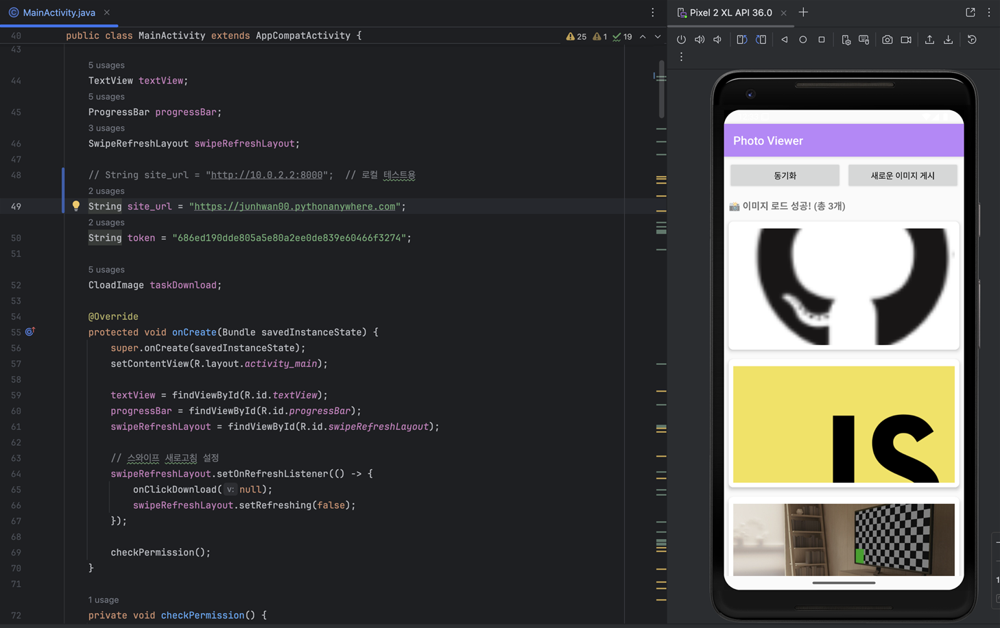 MainActivity.java
40 public class MainActivity extends AppCompatActivity {
25 1 19
43
5 usages
44 TextView textView;
5 usages
45 ProgressBar progressBar;
3 usages
46 SwipeRefreshLayout swipeRefreshLayout;
47
48 // String site_url = "http://10.0.2.2:8000"; // 로컬 테스트용
2 usages
49 String site_url = "https://junhwan00.pythonanywhere.com";
2 usages
50 String token = "686ed190dde805a5e80a2ee0de839e60466f3274";
51
5 usages
52 CloadImage taskDownload;
53
54 @Override
55 protected void onCreate(Bundle savedInstanceState) {
56 super.onCreate(savedInstanceState);
57 setContentView(R.layout.activity_main);
58
59 textView = findViewById(R.id.textView);
60 progressBar = findViewById(R.id.progressBar);
61 swipeRefreshLayout = findViewById(R.id.swipeRefreshLayout);
62
63 // 스와이프 새로고침 설정
64 swipeRefreshLayout.setOnRefreshListener(() -> {
65 onClickDownload( v: null);
66 swipeRefreshLayout.setRefreshing(false);
67 });
68
69 checkPermission();
70 }
71
1 usage
72 private void checkPermission() {
Pixel 2 XL API 36.0
Photo Viewer
동기화
새로운 이미지 게시
📸 이미지 로드 성공! (총 3개)
JS